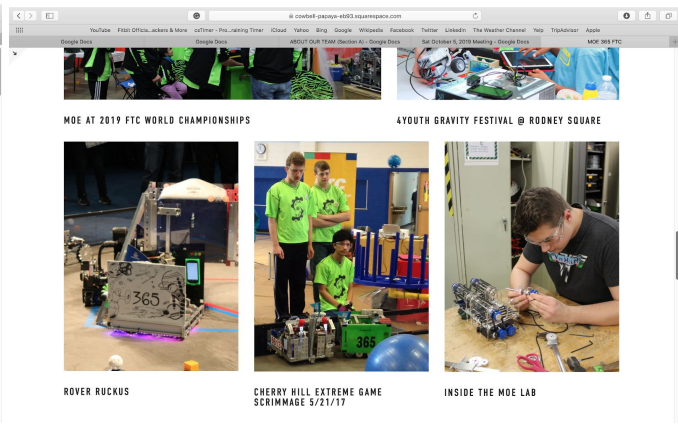 cowbell-papaya-eb93.squarespace.com
YouTube Fitbit Officia...ackers & More csTimer - Pro...raining Timer iCloud Yahoo Bing Google Wikipedia Facebook Twitter LinkedIn The Weather Channel Yelp TripAdvisor Apple
Google Docs Google Docs ABOUT OUR TEAM (Section A) - Google Docs Sat October 5, 2019 Meeting - Google Docs MOE 365 FTC
MOE AT 2019 FTC WORLD CHAMPIONSHIPS
4YOUTH GRAVITY FESTIVAL @ RODNEY SQUARE
365
365
ROVER RUCKUS
CHERRY HILL EXTREME GAME
SCRIMMAGE 5/21/17
INSIDE THE MOE LAB